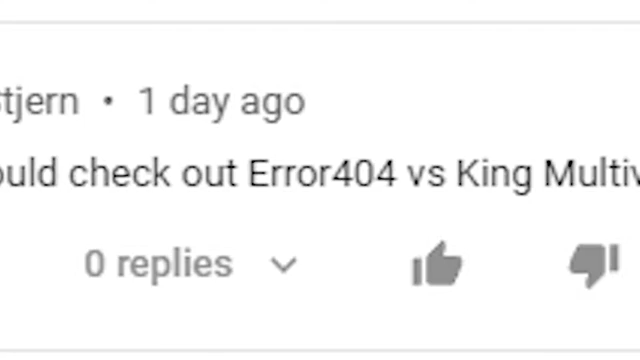 tjern • 1 day ago
ould check out Error404 vs King Multiv
0 replies